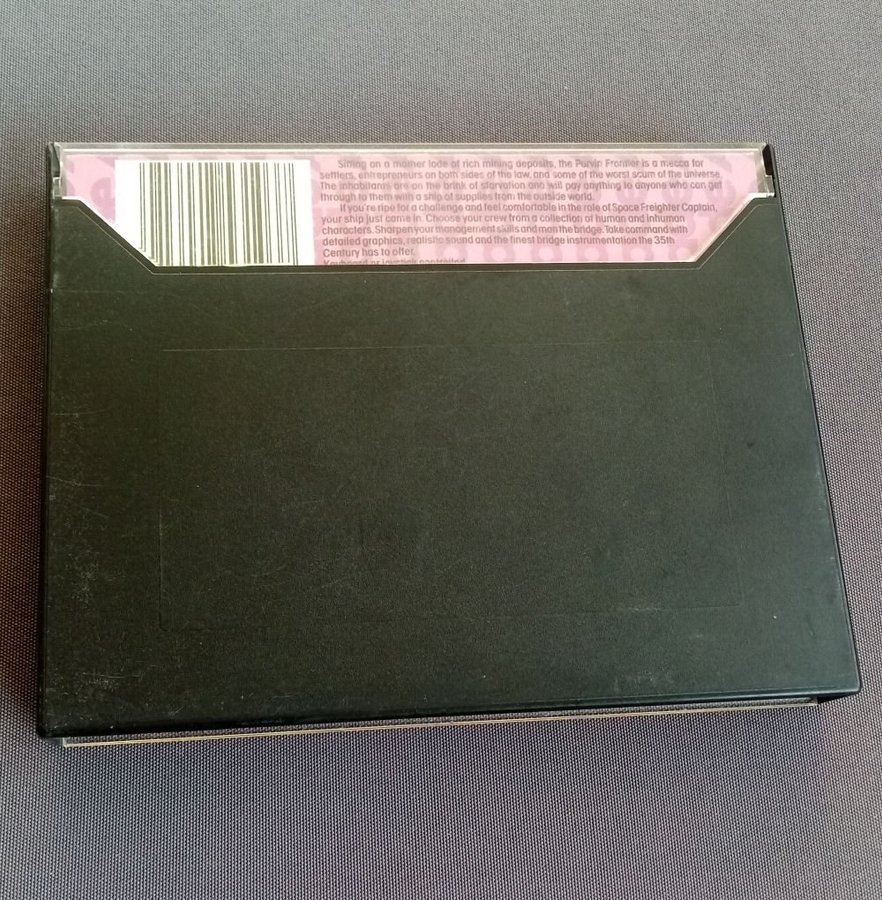 Sitting on a mother lode of rich mining deposits, the Purvin Frontier is a mecca for
settlers, entrepreneurs on both sides of the law, and some of the worst scum of the universe.
The inhabitants are on the brink of starvation and will pay anything to anyone who can get
through to them with a ship of supplies from the outside world.
If you're ripe for a challenge and feel comfortable in the role of Space Freighter Captain,
your ship just came in. Choose your crew from a collection of human and inhuman
characters. Sharpen your management skills and man the bridge. Take command with
detailed graphics, realistic sound and the finest bridge instrumentation the 35th
Century has to offer.
Keyboard or joystick controlled